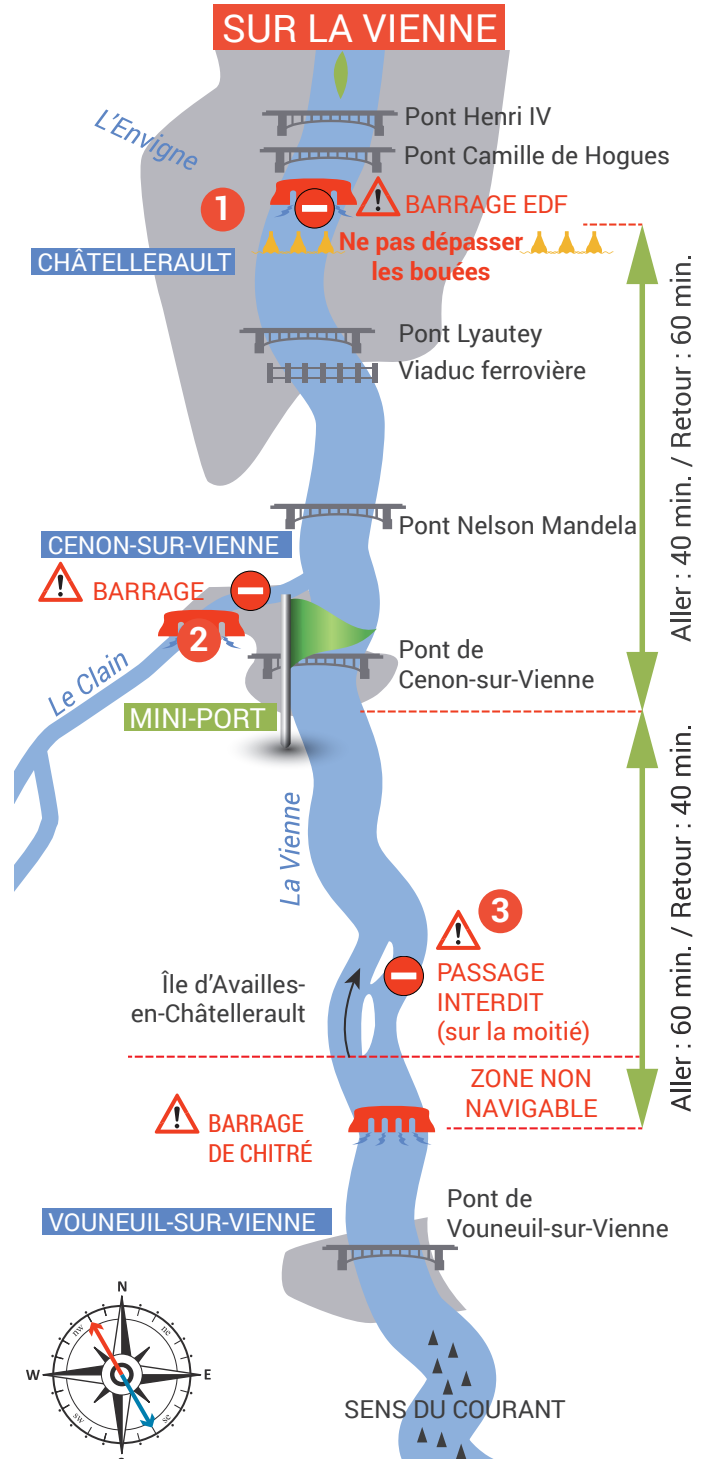 SUR LA VIENNE
L'Envigne
Pont Henri IV
Pont Camille de Hogues
1
BARRAGE EDF
Ne pas dépasser
les bouées
CHÂTELLERAULT
Pont Lyautey
Viaduc ferrovière
Aller : 40 min. / Retour : 60 min.
Pont Nelson Mandela
CENON-SUR-VIENNE
BARRAGE
2
Le Clain
Pont de
Cenon-sur-Vienne
MINI-PORT
La Vienne
Aller : 60 min. / Retour : 40 min.
3
PASSAGE
INTERDIT
(sur la moitié)
Île d'Availles-
en-Châtellerault
ZONE NON
NAVIGABLE
BARRAGE
DE CHITRÉ
Pont de
Vouneuil-sur-Vienne
VOUNEUIL-SUR-VIENNE
N
nw
ne
W
E
sw
se
SENS DU COURANT